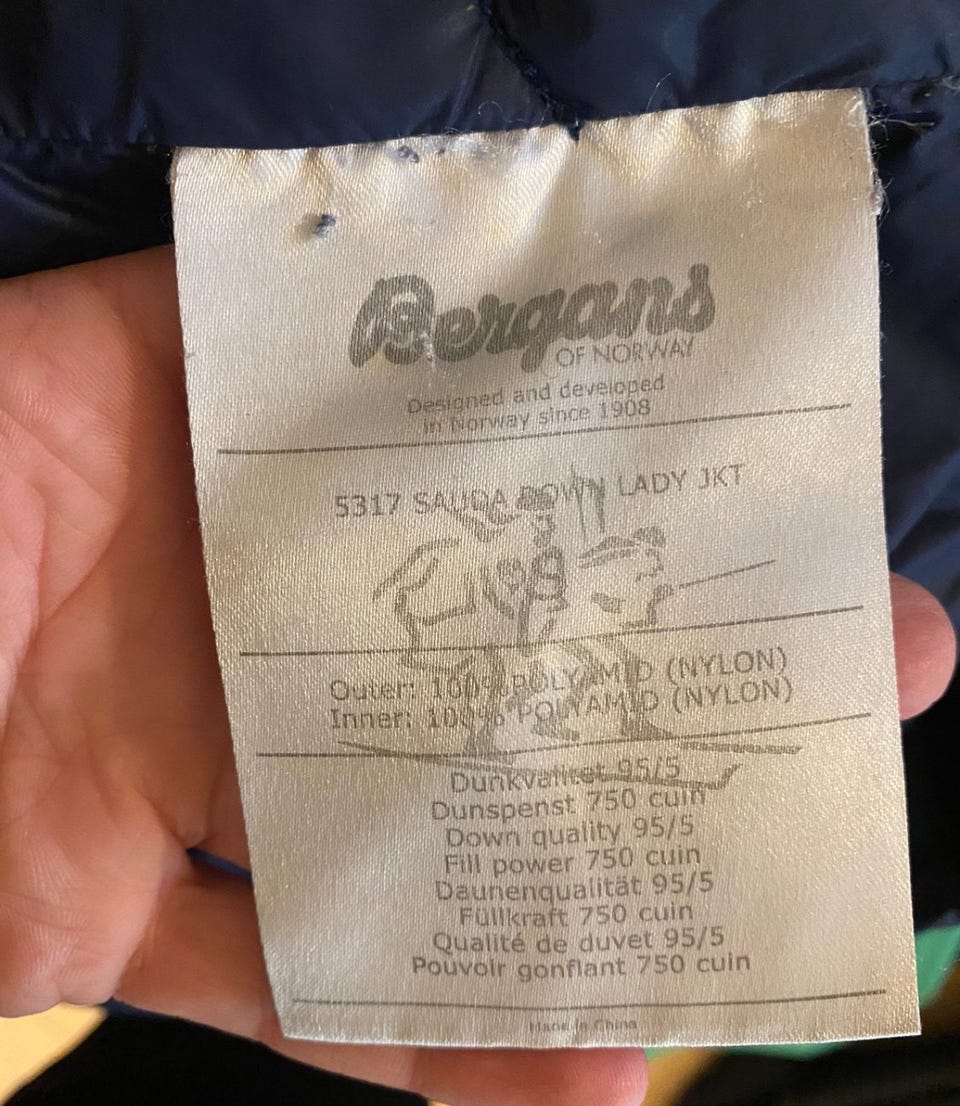 Bergans
OF NORWAY
Designed and developed
in Norway since 1908
5317 SAUDA DOWN LADY JKT
Outer: 100% POLYAMID (NYLON)
Inner: 100% POLYAMID (NYLON)
Dunkvalitet 95/5
Dunspenst 750 cuin
Down quality 95/5
Fill power 750 cuin
Daunenqualität 95/5
Füllkraft 750 cuin
Qualité de duvet 95/5
Pouvoir gonflant 750 cuin
Made in China